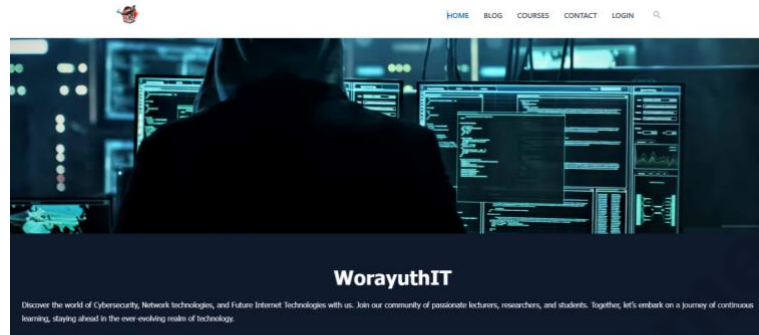 HOME BLOG COURSES CONTACT LOGIN
WorayuthIT
Discover the world of Cybersecurity, Network technologies, and Future Internet Technologies with us. Join our community of passionate lecturers, researchers, and students. Together, let's embark on a journey of continuous
learning, staying ahead in the ever-evolving realm of technology.